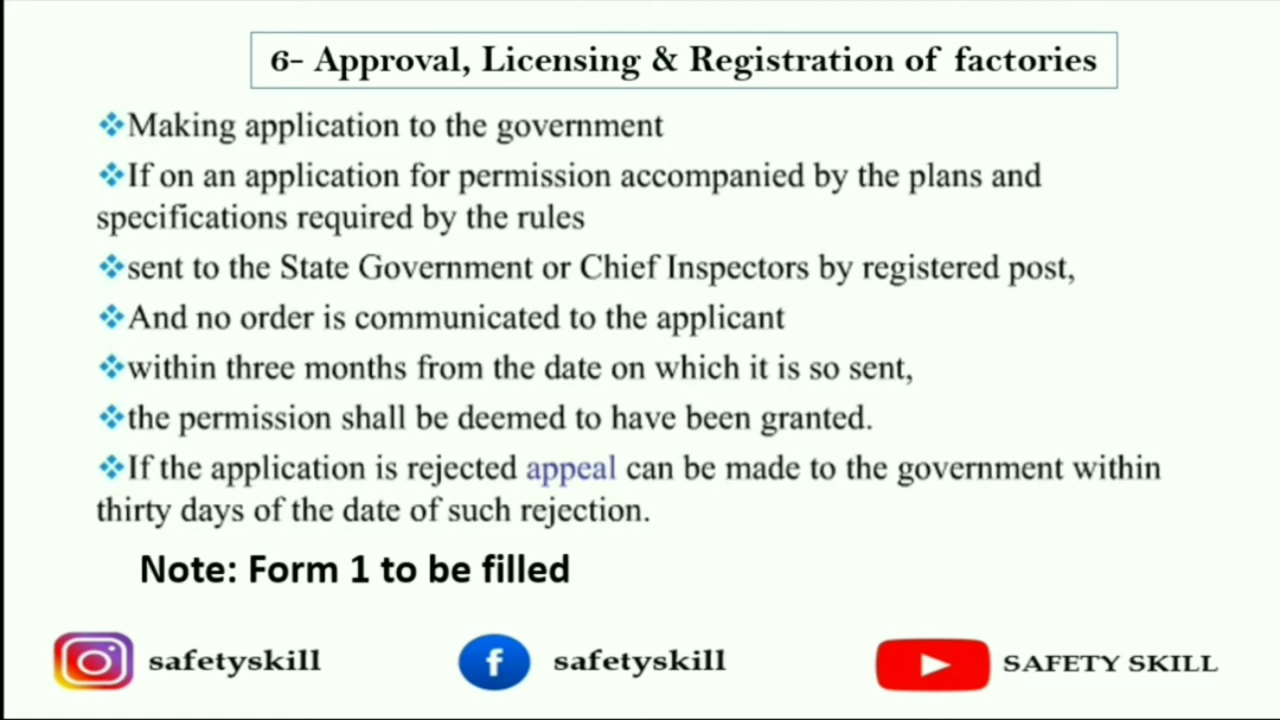 6- Approval, Licensing & Registration of factories
❖Making application to the government
❖If on an application for permission accompanied by the plans and
specifications required by the rules
❖sent to the State Government or Chief Inspectors by registered post,
❖And no order is communicated to the applicant
❖within three months from the date on which it is so sent,
❖the permission shall be deemed to have been granted.
❖If the application is rejected appeal can be made to the government within
thirty days of the date of such rejection.
Note: Form 1 to be filled
safetyskill f safetyskill SAFETY SKILL